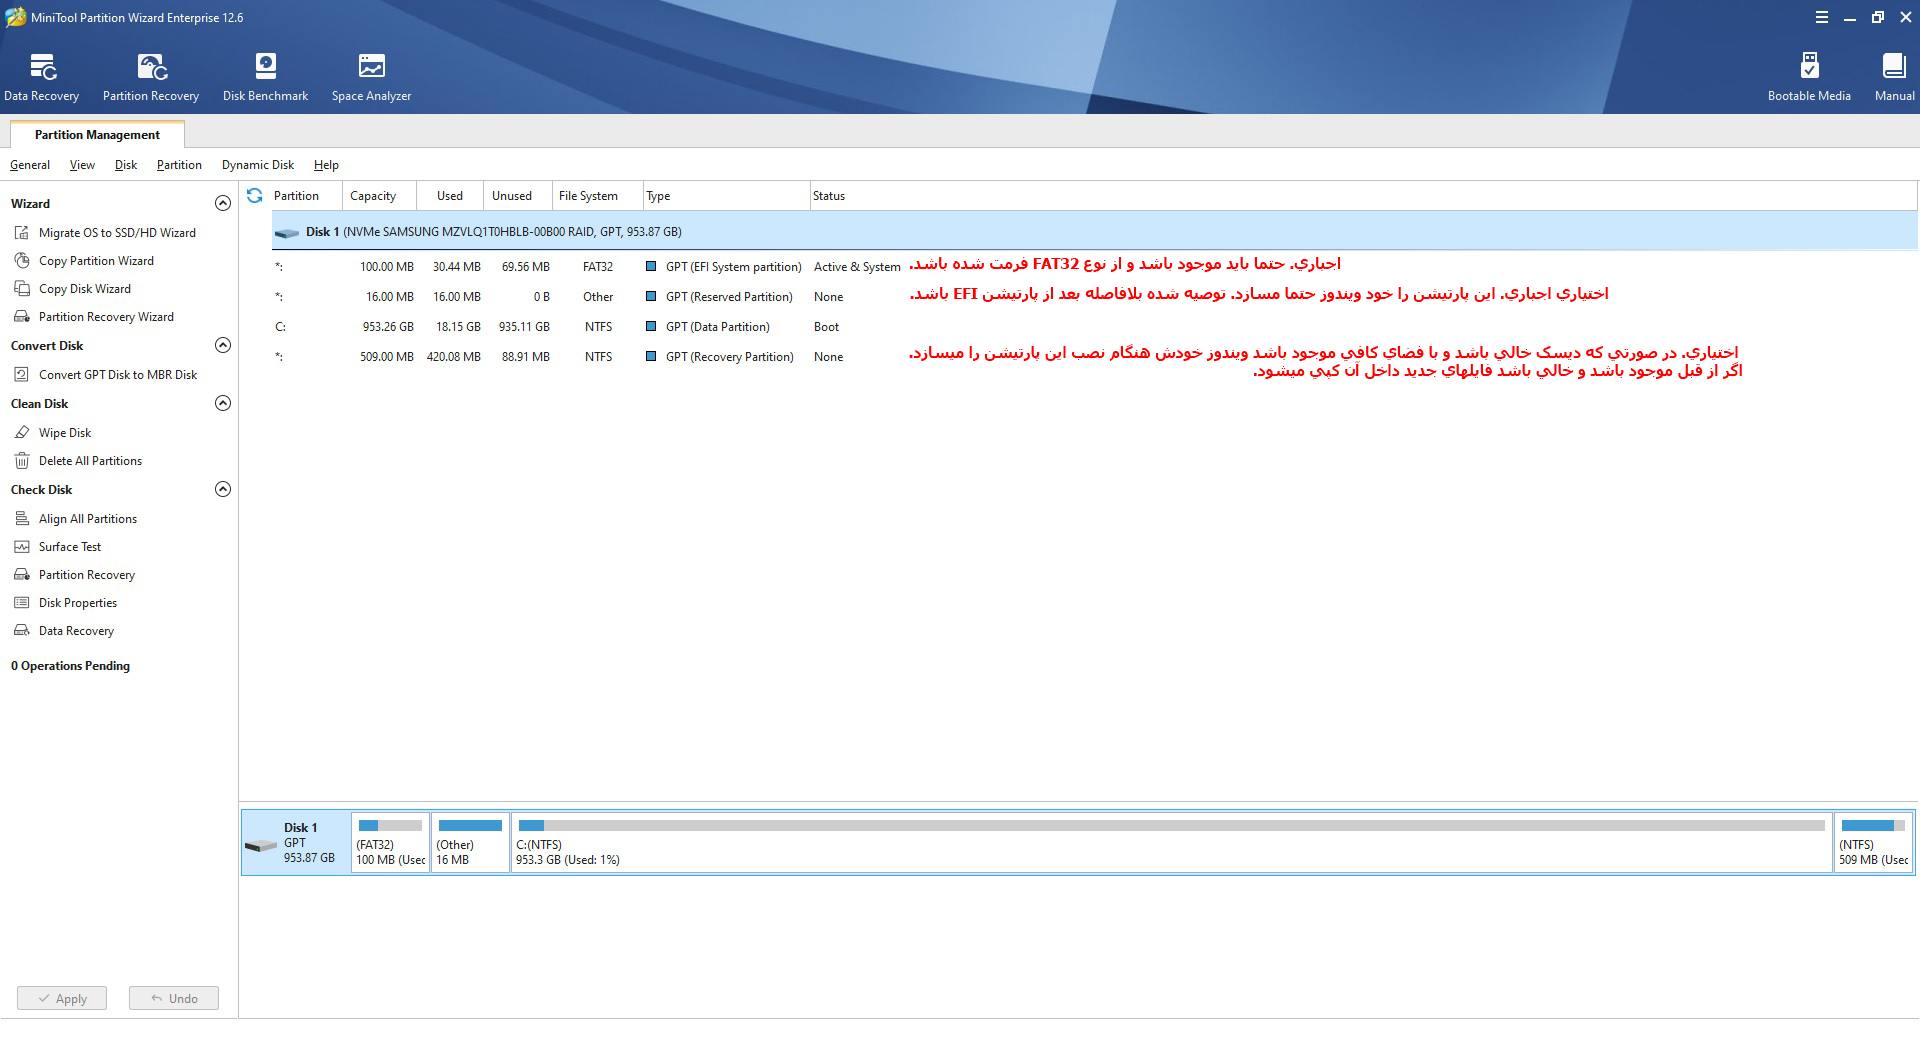 MiniTool Partition Wizard Enterprise 12.6
Data Recovery
Partition Recovery
Disk Benchmark
Space Analyzer
Bootable Media
Manual
Partition Management
General View Disk Partition Dynamic Disk Help
Wizard
Migrate OS to SSD/HD Wizard
Copy Partition Wizard
Copy Disk Wizard
Partition Recovery Wizard
Convert Disk
Convert GPT Disk to MBR Disk
Clean Disk
Wipe Disk
Delete All Partitions
Check Disk
Align All Partitions
Surface Test
Partition Recovery
Disk Properties
Data Recovery
0 Operations Pending
Apply Undo
Partition Capacity Used Unused File System Type Status
Disk 1 (NVMe SAMSUNG MZVLQ1T0HBLB-00B00 RAID, GPT, 953.87 GB)
*: 100.00 MB 30.44 MB 69.56 MB FAT32 GPT (EFI System partition) Active & System
اجباري. حتما بايد موجود باشد و از نوع FAT32 فرمت شده باشد.
*: 16.00 MB 16.00 MB 0 B Other GPT (Reserved Partition) None
اختياري اجباري. اين پارتيشن را خود ويندوز حتما مسازد. توصيه شده بلافاصله بعد از پارتيشن EFI باشد.
C: 953.26 GB 18.15 GB 935.11 GB NTFS GPT (Data Partition) Boot
*: 509.00 MB 420.08 MB 88.91 MB NTFS GPT (Recovery Partition) None
اختياري. در صورتي که ديسک خالي باشد و با فضاي کافي موجود باشد ويندوز خودش هنگام نصب اين پارتيشن را ميسازد.
اگر از قبل موجود باشد و خالي باشد فايلهاي جديد داخل آن کپي ميشود.
Disk 1
GPT
953.87 GB
(FAT32)
100 MB (Usec
(Other)
16 MB
C:(NTFS)
953.3 GB (Used: 1%)
(NTFS)
509 MB (Usec